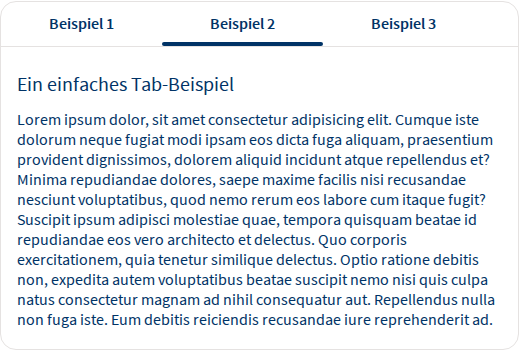 Beispiel 1 Beispiel 2 Beispiel 3
Ein einfaches Tab-Beispiel
Lorem ipsum dolor, sit amet consectetur adipisicing elit. Cumque iste
dolorum neque fugiat modi ipsam eos dicta fuga aliquam, praesentium
provident dignissimos, dolorem aliquid incidunt atque repellendus et?
Minima repudiandae dolores, saepe maxime facilis nisi recusandae
nesciunt voluptatibus, quod nemo rerum eos labore cum itaque fugit?
Suscipit ipsum adipisci molestiae quae, tempora quisquam beatae id
repudiandae eos vero architecto et delectus. Quo corporis
exercitationem, quia tenetur similique delectus. Optio ratione debitis
non, expedita autem voluptatibus beatae suscipit nemo nisi quis culpa
natus consectetur magnam ad nihil consequatur aut. Repellendus nulla
non fuga iste. Eum debitis reiciendis recusandae iure reprehenderit ad.